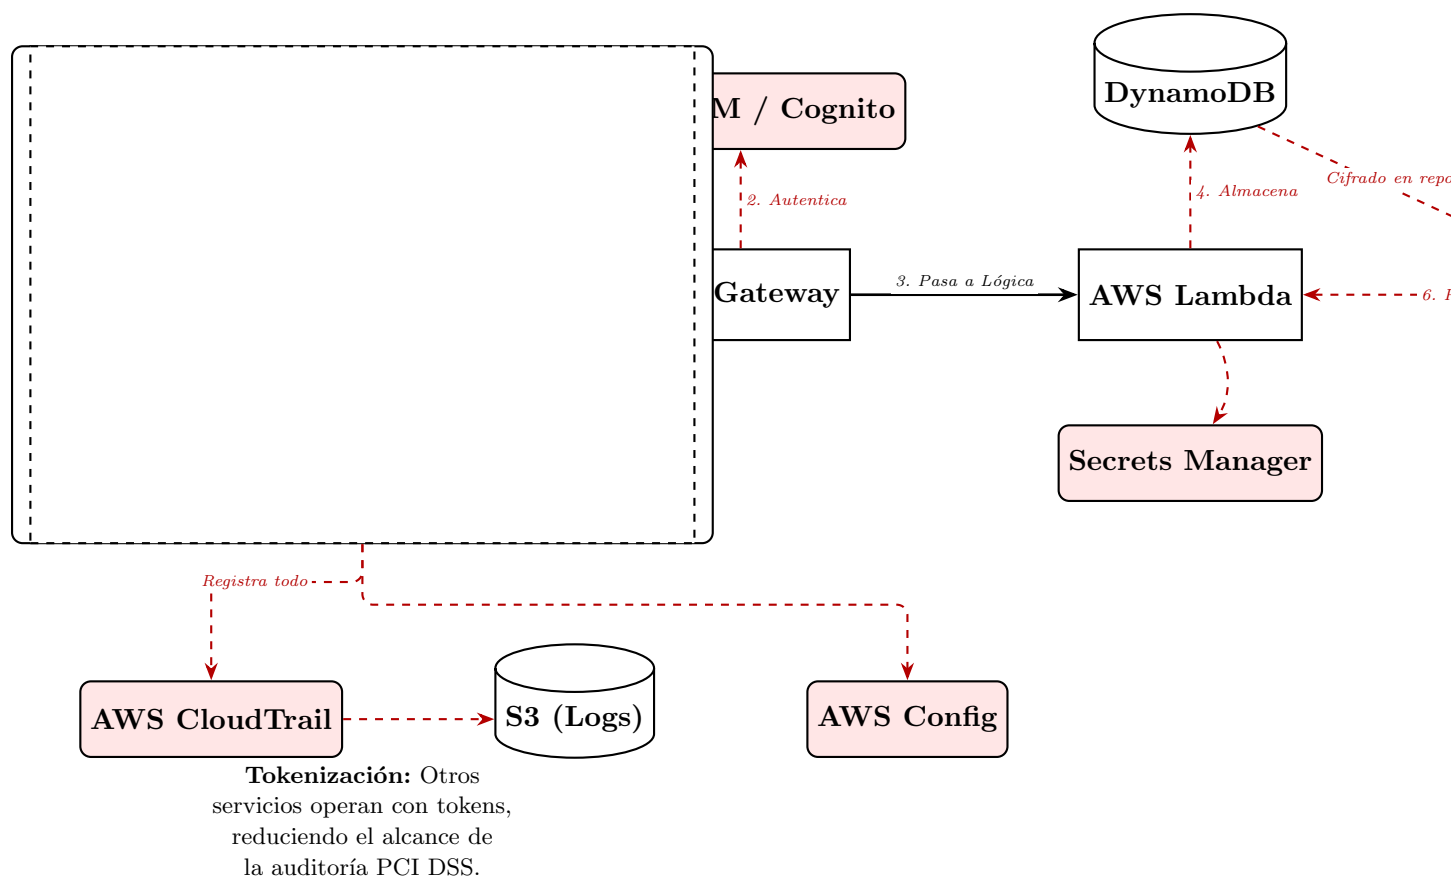 DynamoDB
M / Cognito
Cifrado en repo
4. Almacena
2. Autentica
3. Pasa a Lógica
Gateway
AWS Lambda
6.
Secrets Manager
Registra todo
AWS CloudTrail
S3 (Logs)
AWS Config
Tokenización: Otros
servicios operan con tokens,
reduciendo el alcance de
la auditoría PCI DSS.